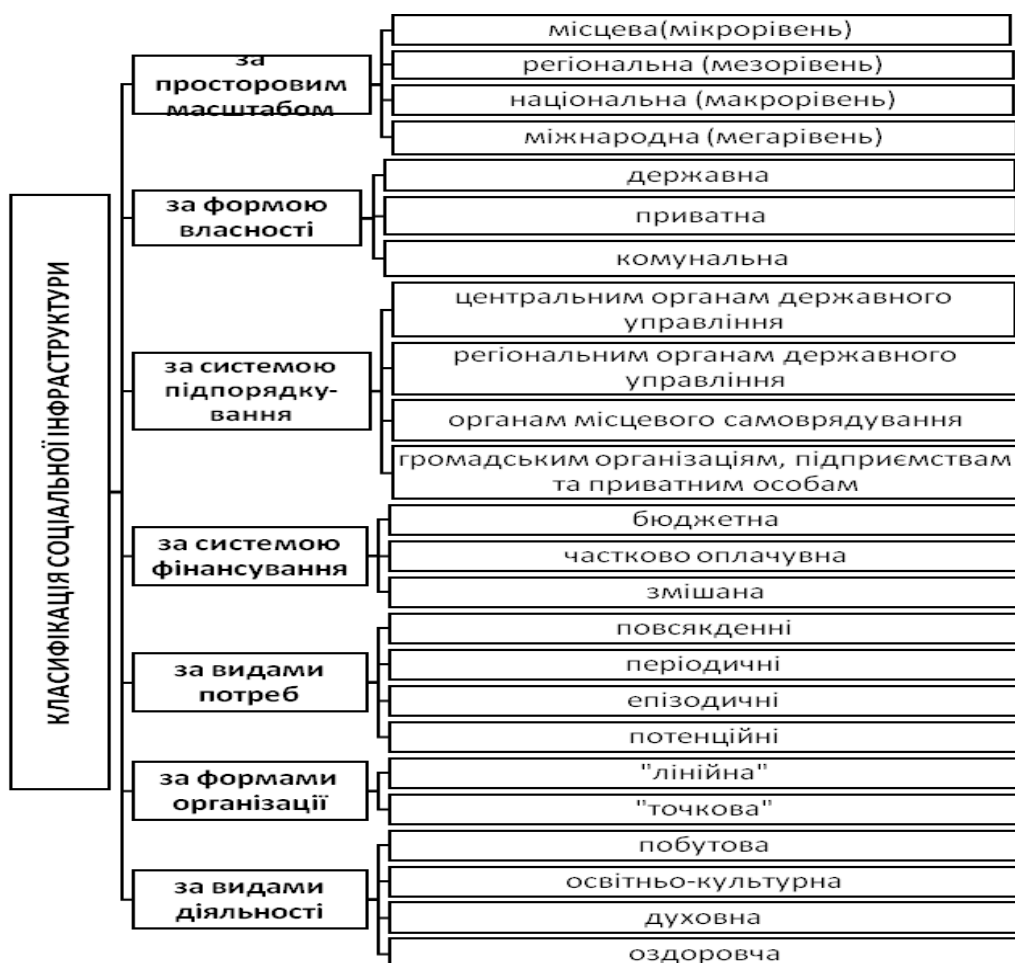 КЛАСИФІКАЦІЯ СОЦІАЛЬНОЇ ІНФРАСТРУКТУРИ
за
просторовим
масштабом
місцева(мікрорівень)
регіональна (мезорівень)
національна (макрорівень)
міжнародна (мегарівень)
за формою
власності
державна
приватна
комунальна
за системою
підпорядку-
вання
центральним органам державного
управління
регіональним органам державного
управління
органам місцевого самоврядування
громадським організаціям, підприємствам
та приватним особам
за системою
фінансування
бюджетна
частково оплачувна
змішана
за видами
потреб
повсякденні
періодичні
епізодичні
потенційні
за формами
організації
"лінійна"
"точкова"
за видами
діяльності
побутова
освітньо-культурна
духовна
оздоровча